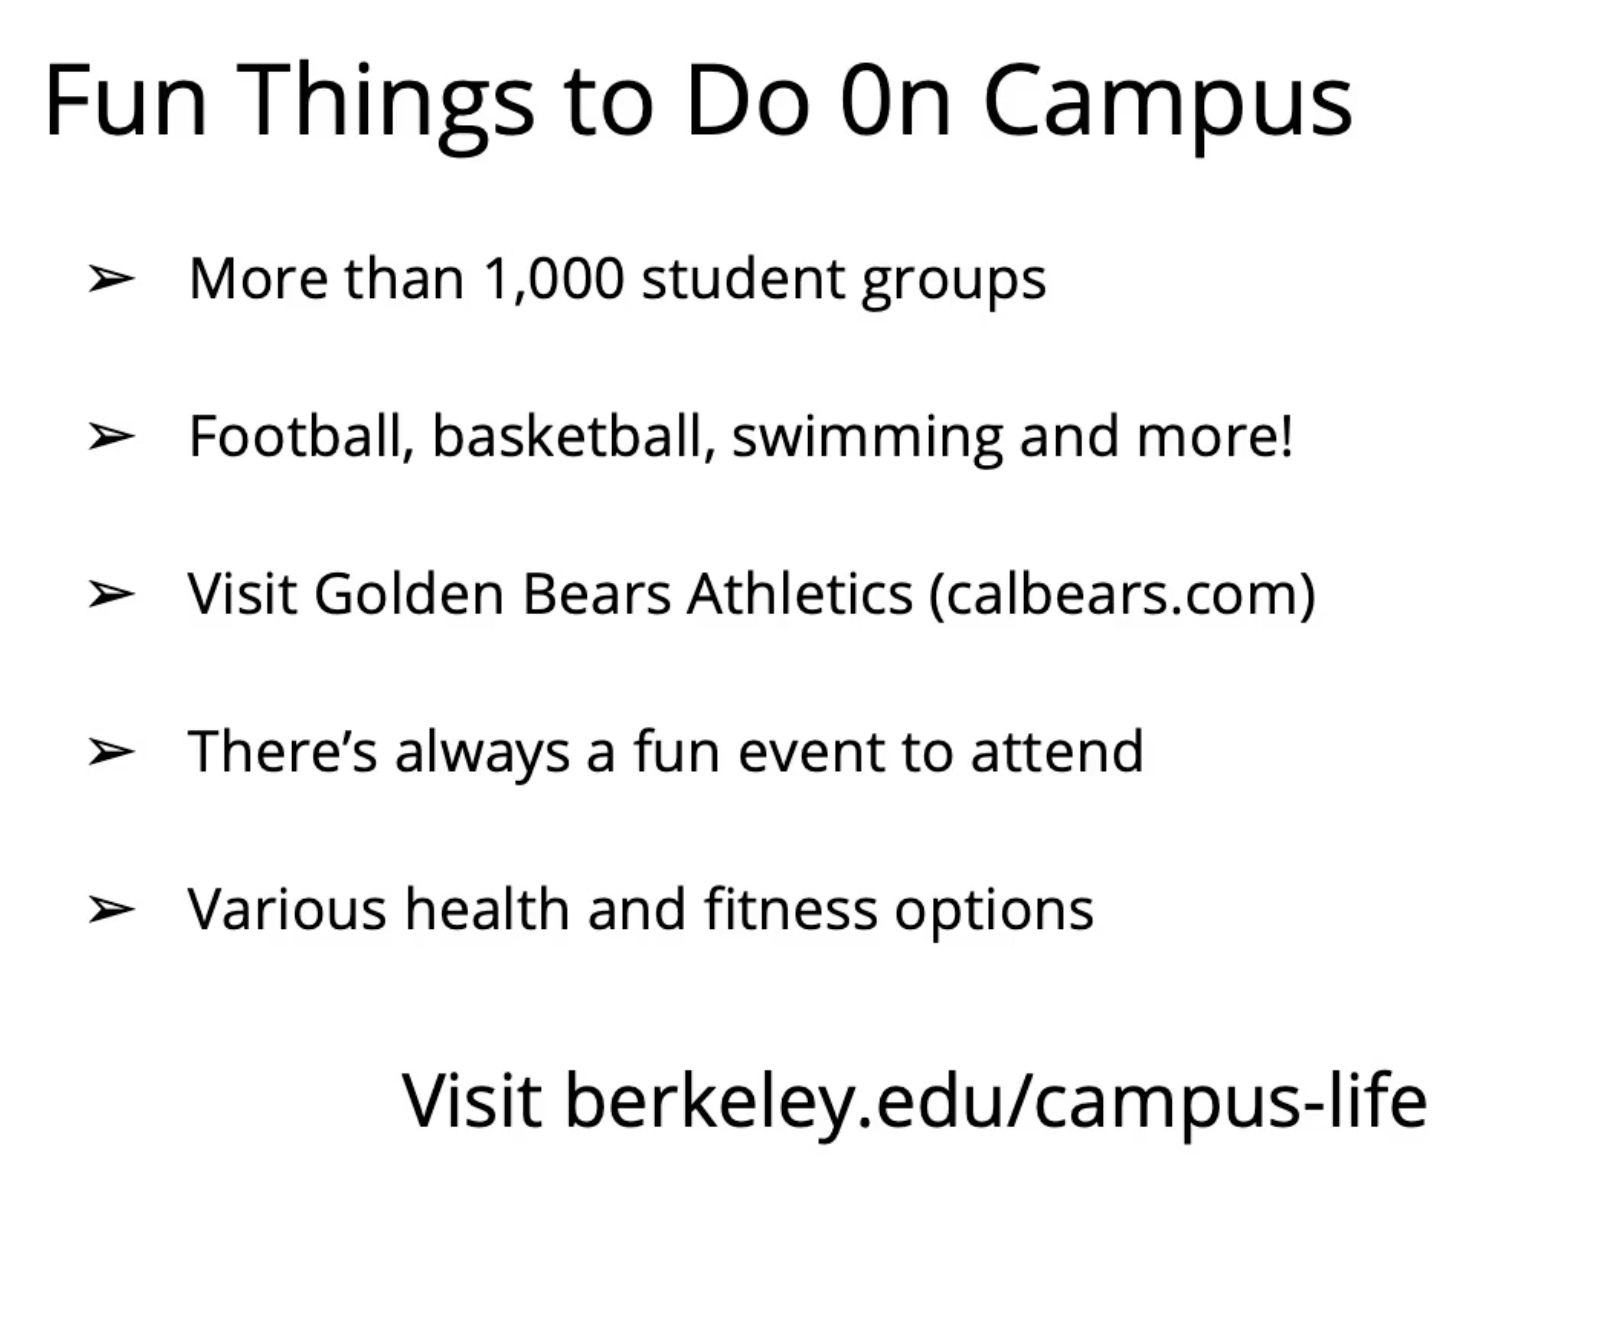 Fun Things to Do 0n Campus
➢ More than 1,000 student groups
➢ Football, basketball, swimming and more!
➢ Visit Golden Bears Athletics (calbears.com)
➢ There’s always a fun event to attend
➢ Various health and fitness options
Visit berkeley.edu/campus-life